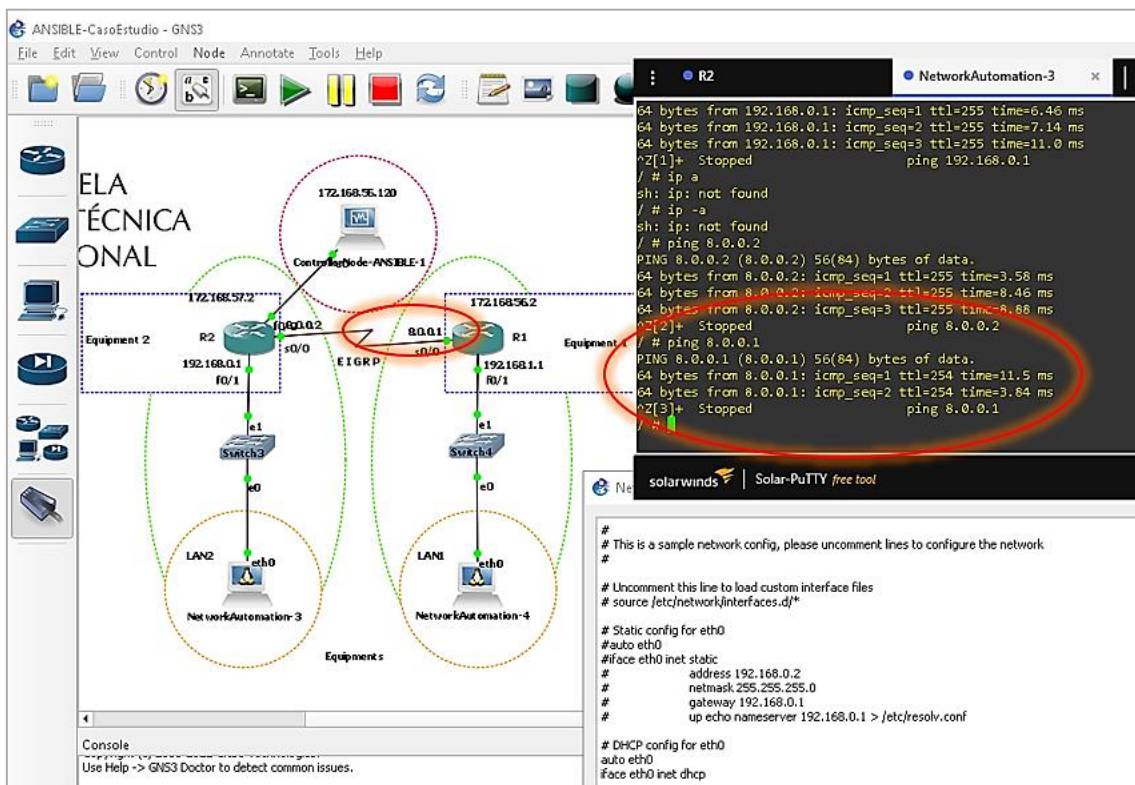 ANSIBLE-CasoEstudio - GNS3
File Edit View Control Node Annotate Tools Help
ELA
TÉCNICA
ONAL
172.168.56.120
ControllerNode-ANSIBLE-1
172.168.57.2
172.168.56.2
Equipment 2
R2
8.0.0.2
s0/0
EIGRP
8.0.0.1
s0/0
R1
Equipment
192.168.0.1
f0/1
192.168.1.1
f0/1
e1
e1
Switch3
Switch4
e0
e0
LAN2
eth0
LAN1
eth0
NetworkAutomation-3
NetworkAutomation-4
Equipments
Console
Use Help -> GNS3 Doctor to detect common issues.
R2
NetworkAutomation-3 ×
64 bytes from 192.168.0.1: icmp_seq=1 ttl=255 time=6.46 ms
64 bytes from 192.168.0.1: icmp_seq=2 ttl=255 time=7.14 ms
64 bytes from 192.168.0.1: icmp_seq=3 ttl=255 time=11.0 ms
^Z[1]+ Stopped ping 192.168.0.1
/ # ip a
sh: ip: not found
/ # ip -a
sh: ip: not found
/ # ping 8.0.0.2
PING 8.0.0.2 (8.0.0.2) 56(84) bytes of data.
64 bytes from 8.0.0.2: icmp_seq=1 ttl=255 time=3.58 ms
64 bytes from 8.0.0.2: icmp_seq=2 ttl=255 time=8.46 ms
64 bytes from 8.0.0.2: icmp_seq=3 ttl=255 time=8.88 ms
^Z[2]+ Stopped ping 8.0.0.2
/ # ping 8.0.0.1
PING 8.0.0.1 (8.0.0.1) 56(84) bytes of data.
64 bytes from 8.0.0.1: icmp_seq=1 ttl=254 time=11.5 ms
64 bytes from 8.0.0.1: icmp_seq=2 ttl=254 time=3.84 ms
^Z[3]+ Stopped ping 8.0.0.1
/ #
solarwinds | Solar-PuTTY free tool
#
# This is a sample network config, please uncomment lines to configure the network
#
# Uncomment this line to load custom interface files
# source /etc/network/interfaces.d/*
# Static config for eth0
#auto eth0
#iface eth0 inet static
# address 192.168.0.2
# netmask 255.255.255.0
# gateway 192.168.0.1
# up echo nameserver 192.168.0.1 > /etc/resolv.conf
# DHCP config for eth0
auto eth0
iface eth0 inet dhcp